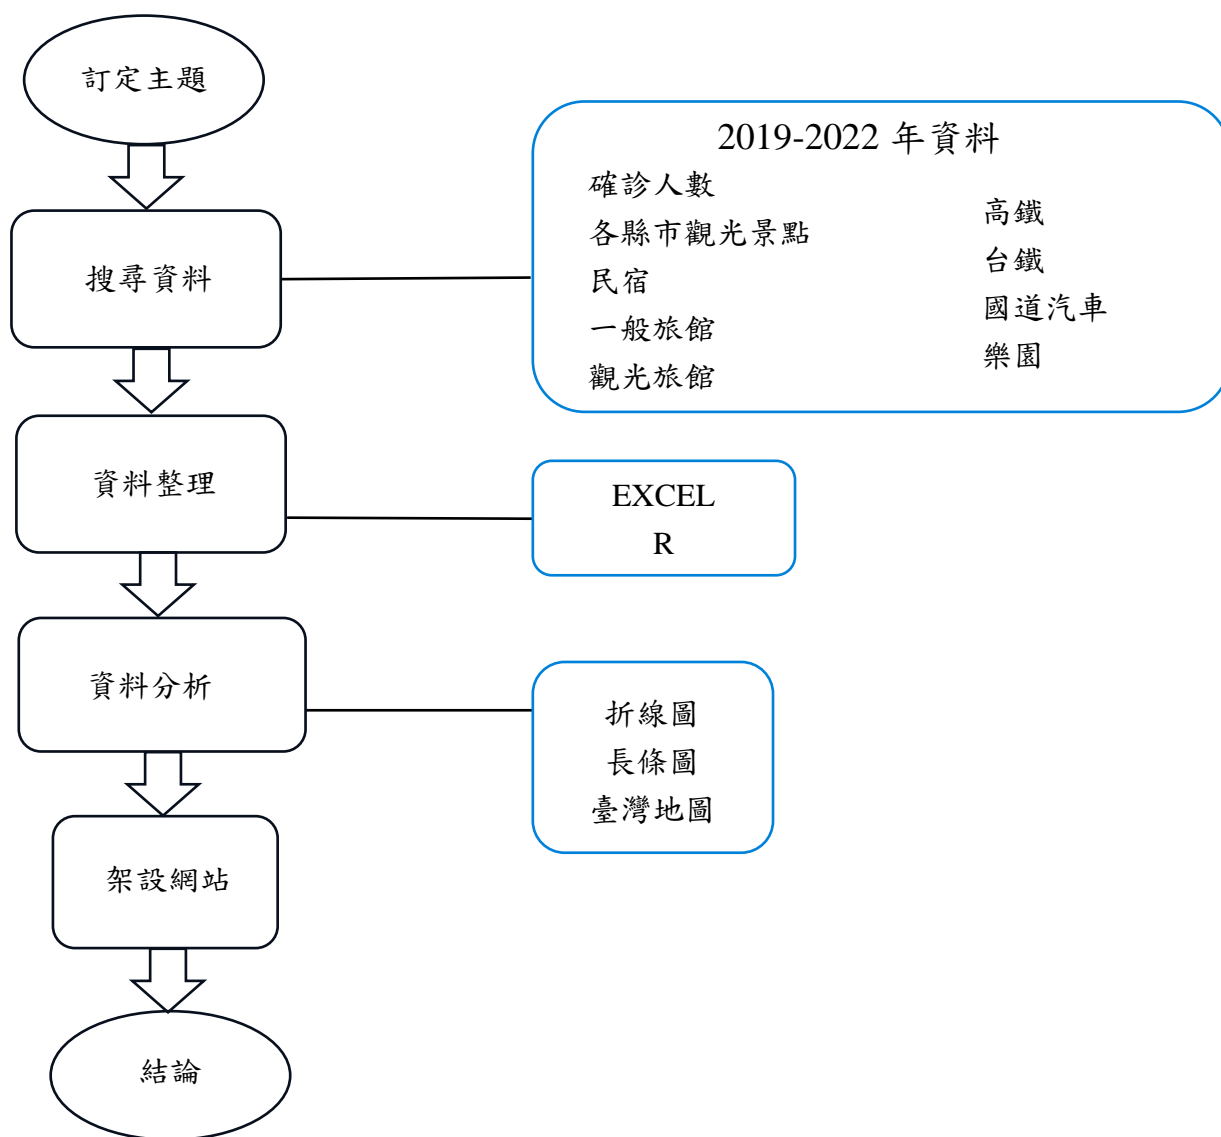 訂定主題
搜尋資料
2019-2022 年資料
確診人數
各縣市觀光景點
民宿
一般旅館
觀光旅館
高鐵
台鐵
國道汽車
樂園
資料整理
EXCEL
R
資料分析
折線圖
長條圖
臺灣地圖
架設網站
結論